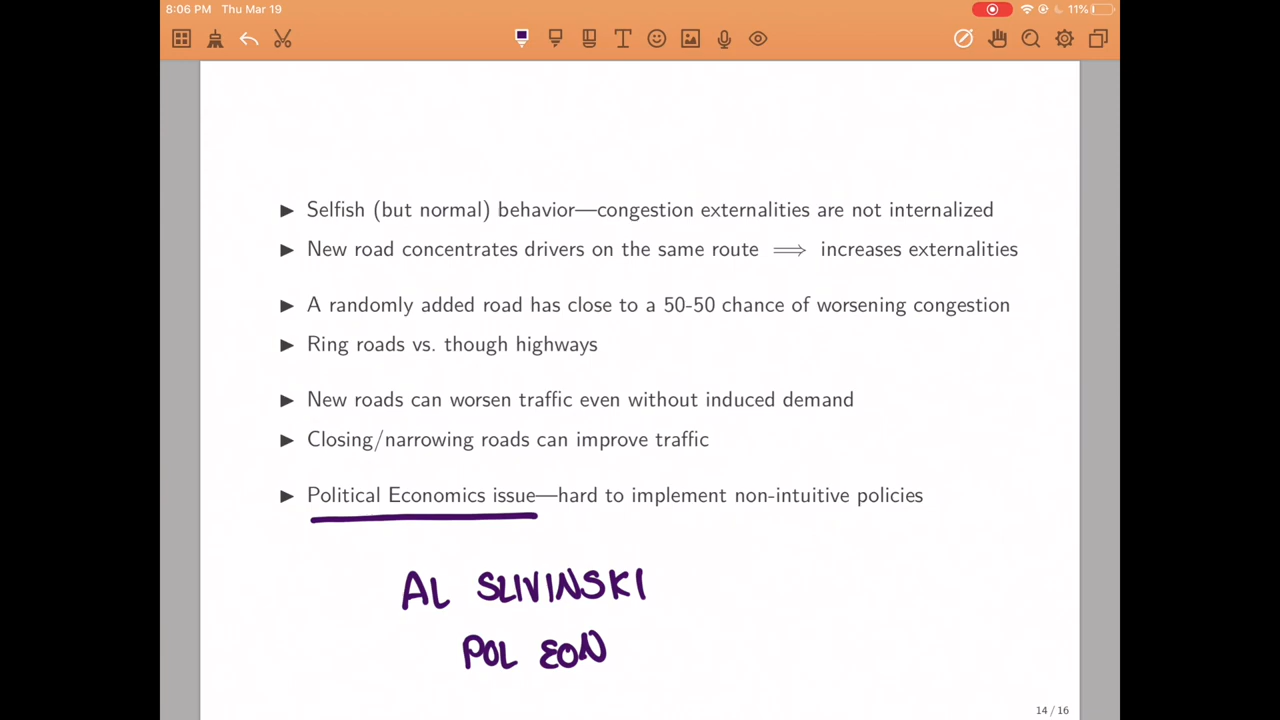 8:06 PM Thu Mar 19
11%
▶ Selfish (but normal) behavior—congestion externalities are not internalized
▶ New road concentrates drivers on the same route ⟹ increases externalities
▶ A randomly added road has close to a 50-50 chance of worsening congestion
▶ Ring roads vs. though highways
▶ New roads can worsen traffic even without induced demand
▶ Closing/narrowing roads can improve traffic
▶ Political Economics issue—hard to implement non-intuitive policies
AL SLIVINSKI
POL EON
14 / 16